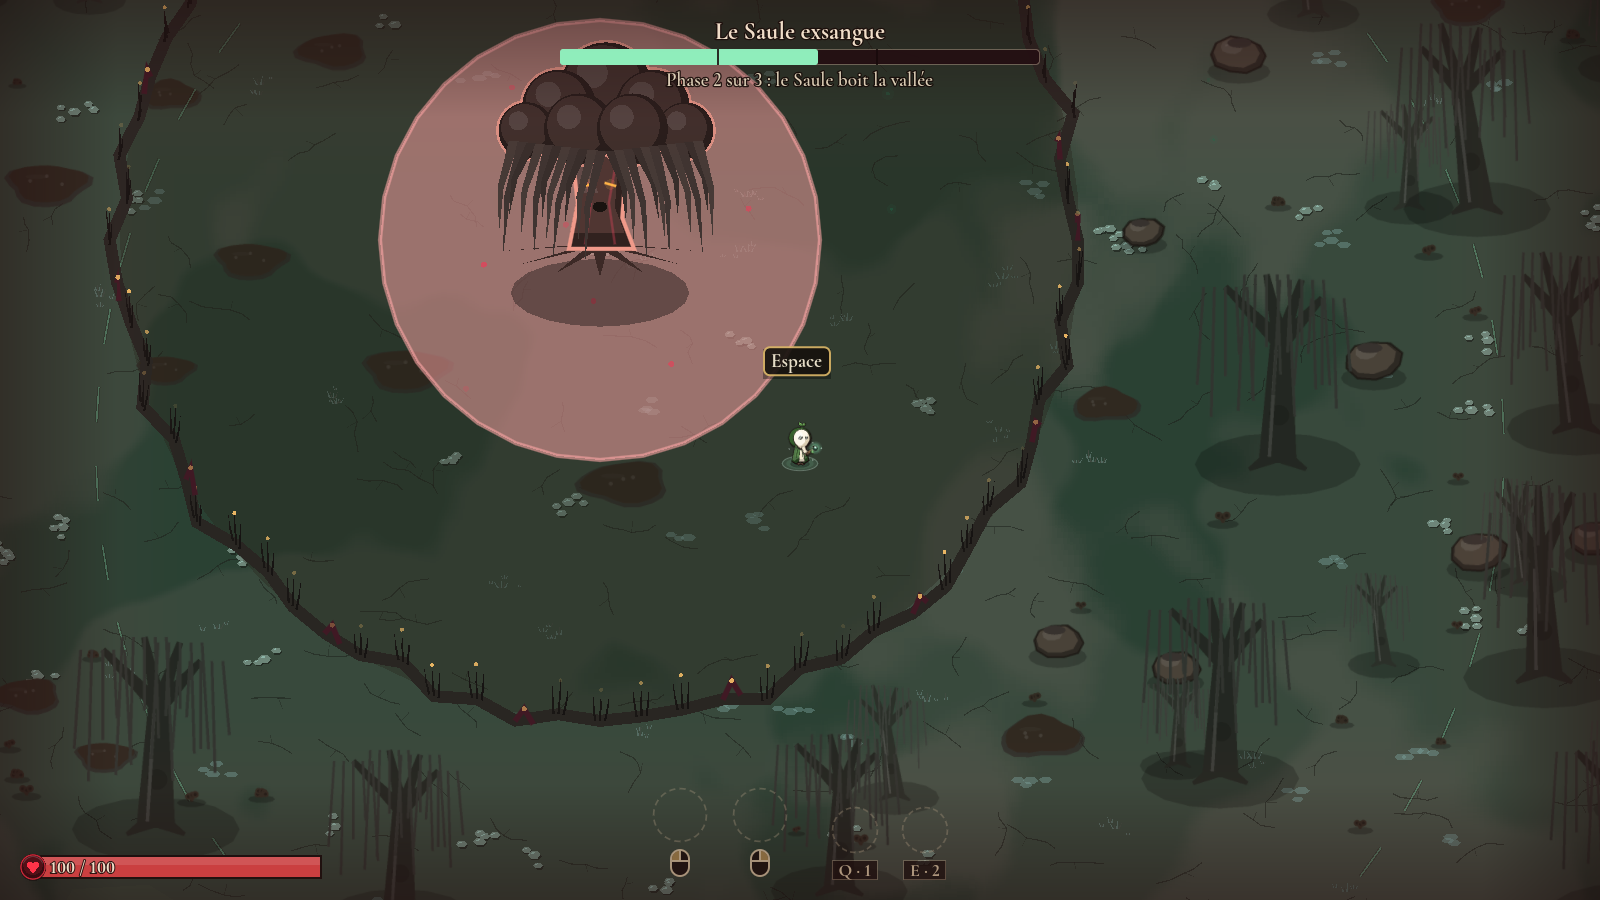 Le Saule exsangue
Phase 2 sur 3 : le Saule boit la vallée
Espace
100 / 100
Q · 1
E · 2